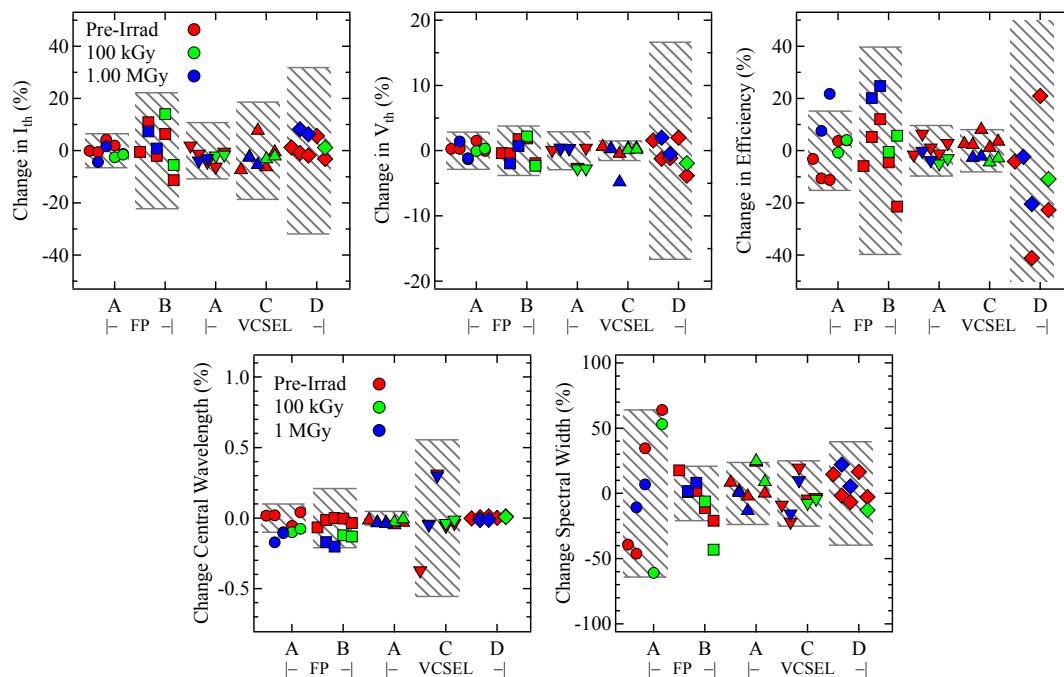 Change in I_th (%)
40
20
0
-20
-40
Pre-Irrad
100 kGy
1.00 MGy
A B A C D
|– FP –| |– VCSEL –|
Change in V_th (%)
20
10
0
-10
-20
A B A C D
|– FP –| |– VCSEL –|
Change in Efficiency (%)
40
20
0
-20
-40
A B A C D
|– FP –| |– VCSEL –|
Change Central Wavelength (%)
1.0
0.5
0.0
-0.5
Pre-Irrad
100 kGy
1 MGy
A B A C D
|– FP –| |– VCSEL –|
Change Spectral Width (%)
100
50
0
-50
-100
A B A C D
|– FP –| |– VCSEL –|